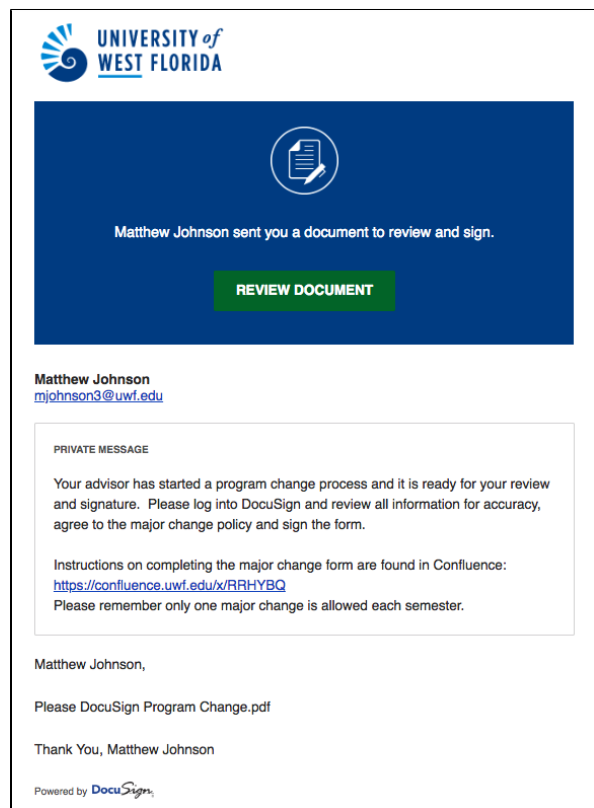 UNIVERSITY of
WEST FLORIDA
Matthew Johnson sent you a document to review and sign.
REVIEW DOCUMENT
Matthew Johnson
mjohnson3@uwf.edu
PRIVATE MESSAGE
Your advisor has started a program change process and it is ready for your review
and signature.  Please log into DocuSign and review all information for accuracy,
agree to the major change policy and sign the form.
Instructions on completing the major change form are found in Confluence:
https://confluence.uwf.edu/x/RRHYBQ
Please remember only one major change is allowed each semester.
Matthew Johnson,
Please DocuSign Program Change.pdf
Thank You, Matthew Johnson
Powered by DocuSign